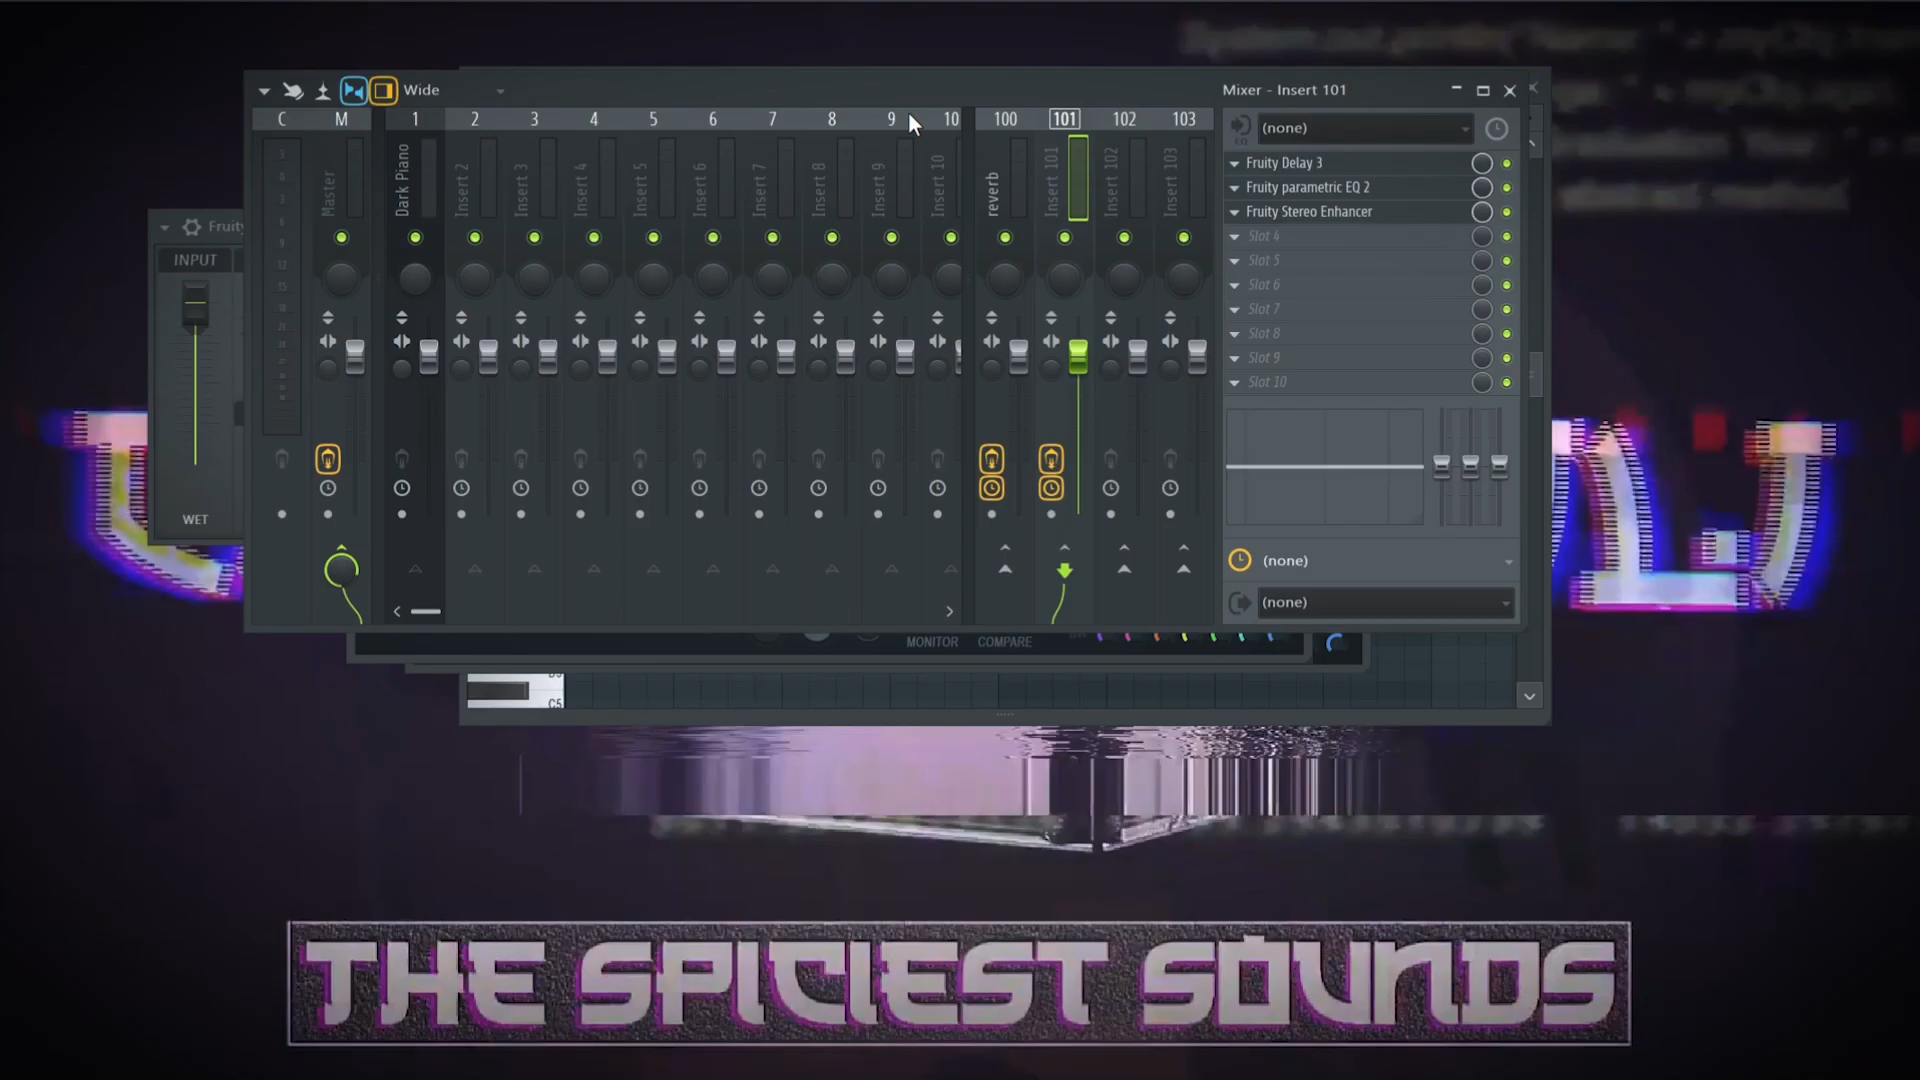 Wide
Mixer - Insert 101
C M 1 2 3 4 5 6 7 8 9 10 100 101 102 103
Master
Dark Piano
Insert 2
Insert 3
Insert 4
Insert 5
Insert 6
Insert 7
Insert 8
Insert 9
Insert 10
reverb
Insert 101
Insert 102
Insert 103
(none)
EQ
Fruity Delay 3
Fruity parametric EQ 2
Fruity Stereo Enhancer
Slot 4
Slot 5
Slot 6
Slot 7
Slot 8
Slot 9
Slot 10
(none)
(none)
Fruity
INPUT
WET
MONITOR COMPARE
C5
THE SPICIEST SOUNDS